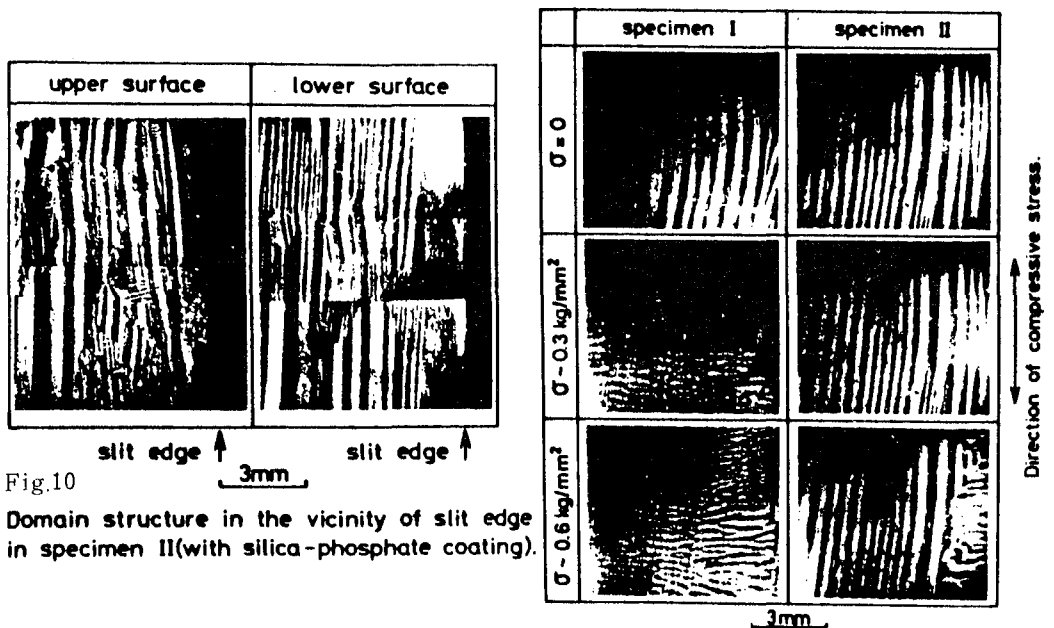 upper surface
lower surface
slit edge
slit edge
3mm
Fig.10
Domain structure in the vicinity of slit edge
in specimen II(with silica-phosphate coating).
specimen I
specimen II
σ = 0
σ ~ 0.3 kg/mm²
σ ~ 0.6 kg/mm²
Direction of compressive stress.
3mm